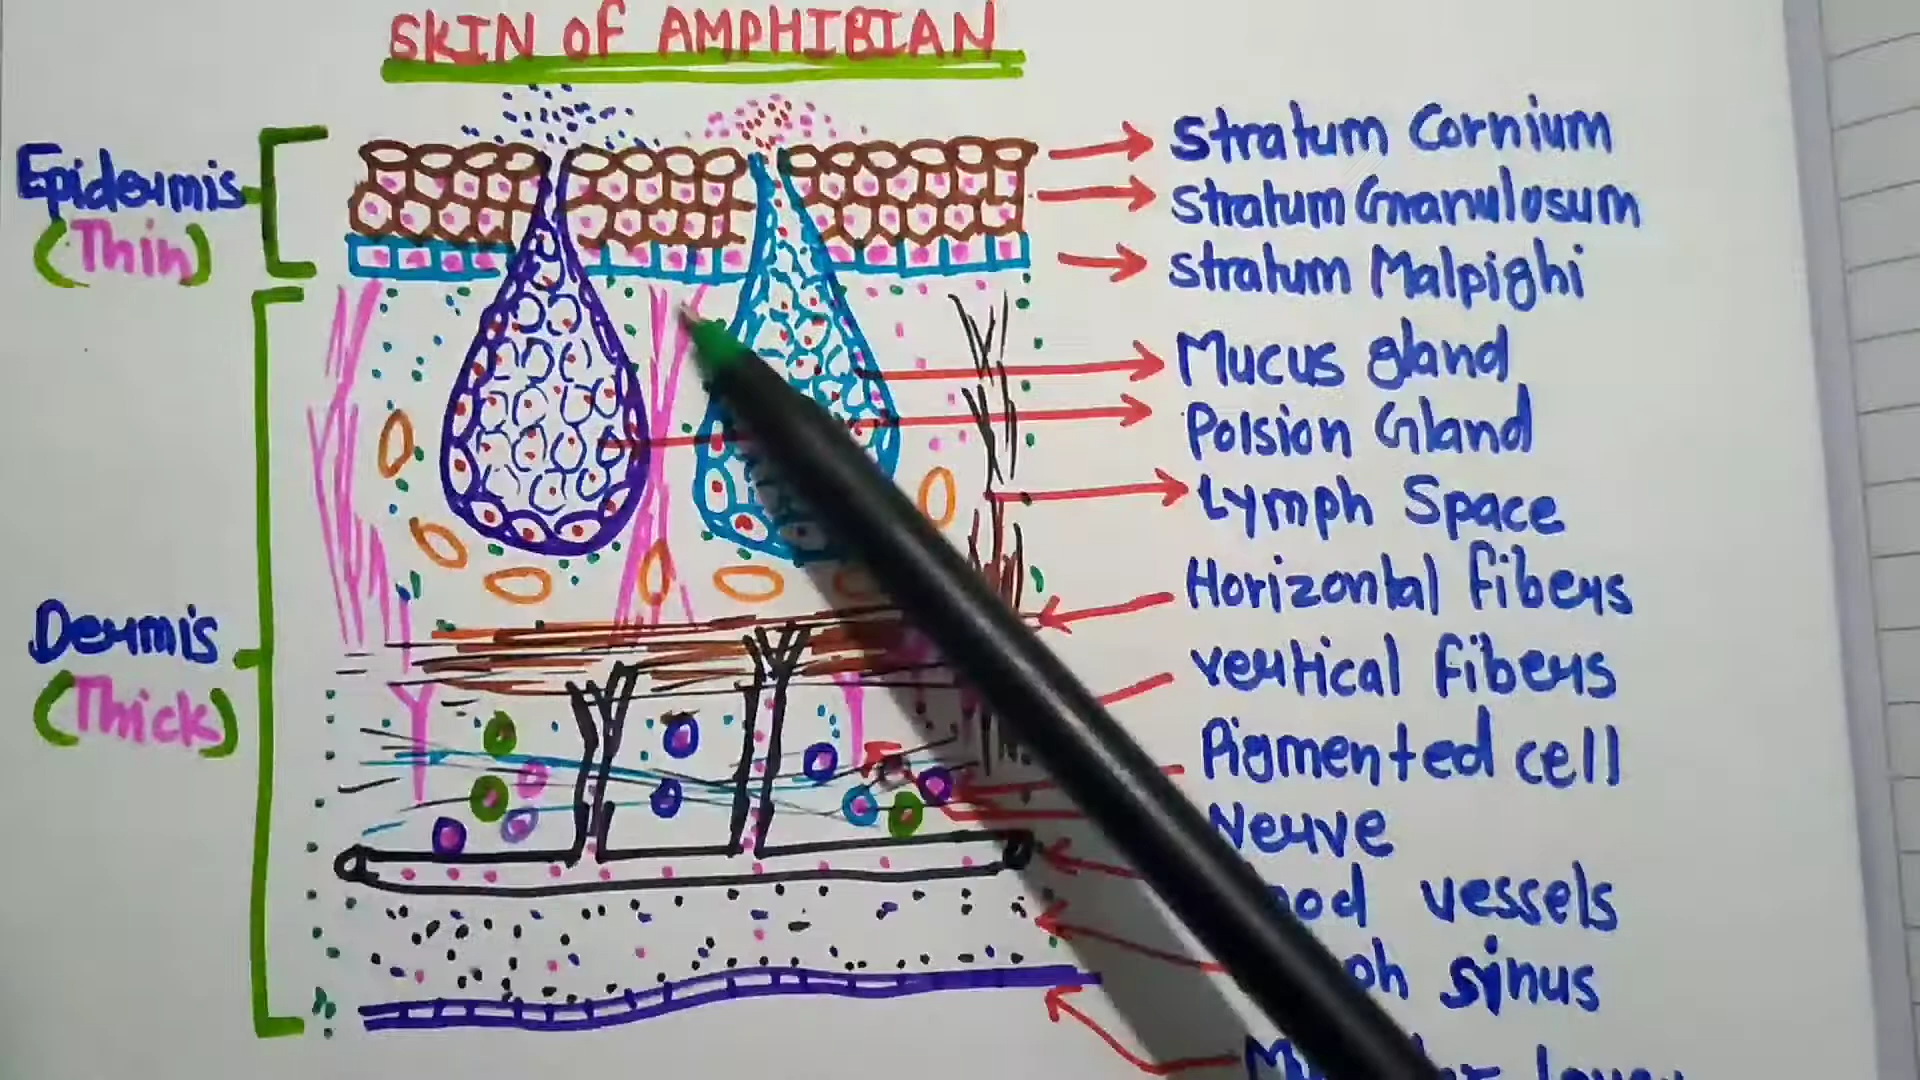 SKIN OF AMPHIBIAN
Epidermis
(Thin)
Dermis
(Thick)
Stratum Cornium
Stratum Granulosum
Stratum Malpighi
Mucus gland
Polsion Gland
Lymph Space
Horizontal fibers
vertical fibers
Pigmented cell
Nerve
vessels
sinus